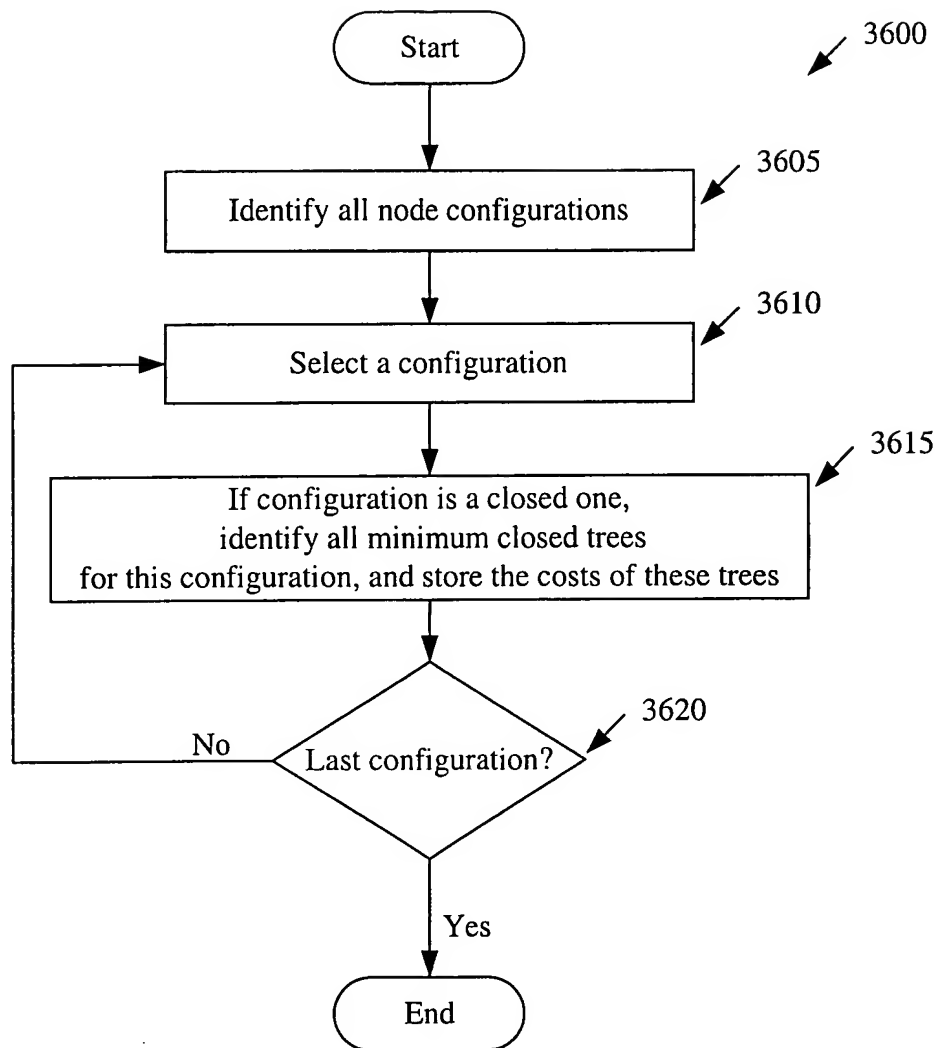 Start
3600
3605
Identify all node configurations
3610
Select a configuration
3615
If configuration is a closed one,
identify all minimum closed trees
for this configuration, and store the costs of these trees
3620
No
Last configuration?
Yes
End